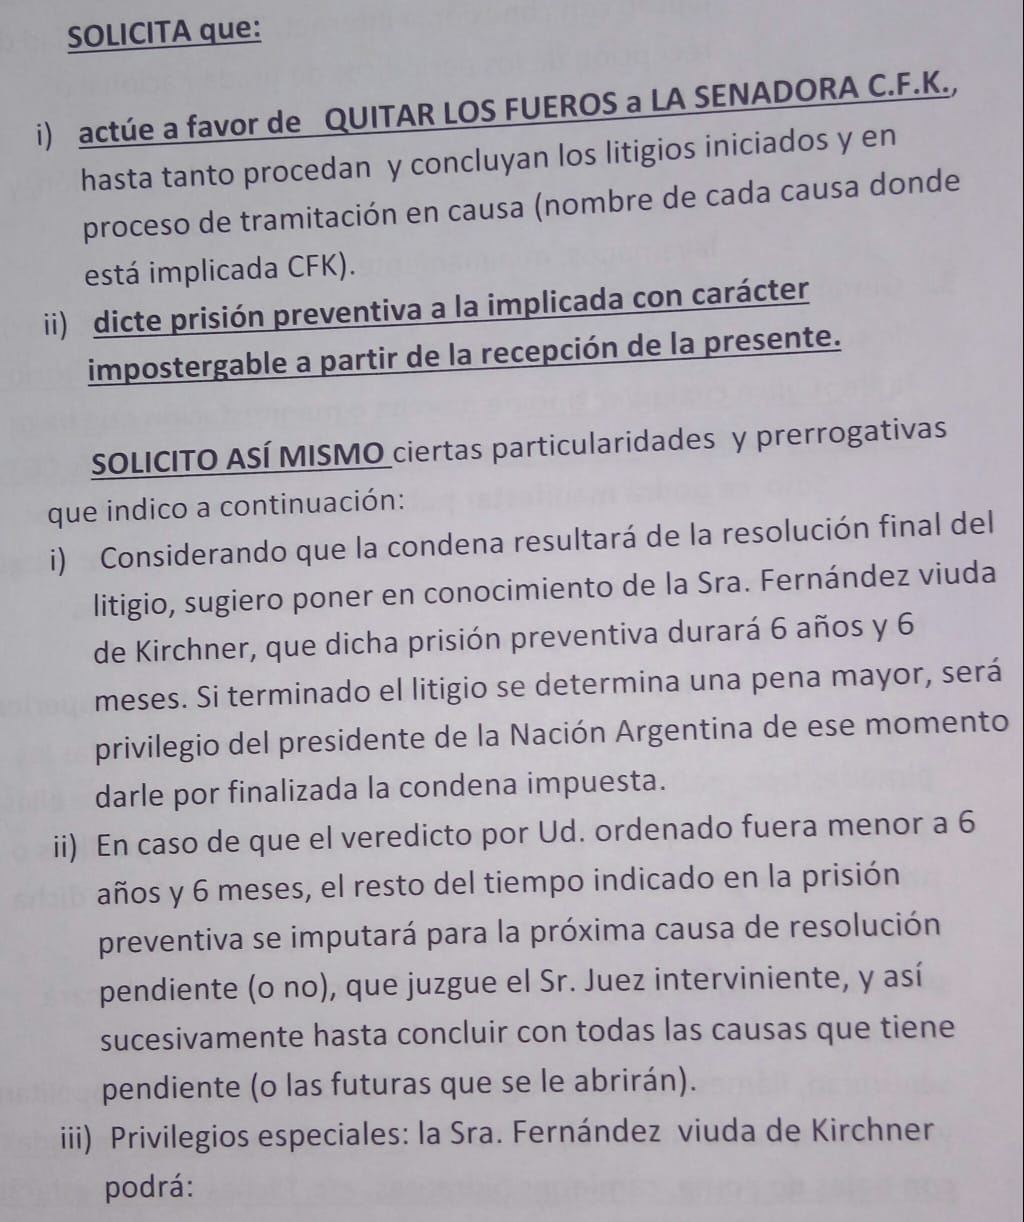 SOLICITA que:
i) actúe a favor de QUITAR LOS FUEROS a LA SENADORA C.F.K.,
hasta tanto procedan y concluyan los litigios iniciados y en
proceso de tramitación en causa (nombre de cada causa donde
está implicada CFK).
ii) dicte prisión preventiva a la implicada con carácter
impostergable a partir de la recepción de la presente.
SOLICITO ASÍ MISMO ciertas particularidades y prerrogativas
que indico a continuación:
i) Considerando que la condena resultará de la resolución final del
litigio, sugiero poner en conocimiento de la Sra. Fernández viuda
de Kirchner, que dicha prisión preventiva durará 6 años y 6
meses. Si terminado el litigio se determina una pena mayor, será
privilegio del presidente de la Nación Argentina de ese momento
darle por finalizada la condena impuesta.
ii) En caso de que el veredicto por Ud. ordenado fuera menor a 6
años y 6 meses, el resto del tiempo indicado en la prisión
preventiva se imputará para la próxima causa de resolución
pendiente (o no), que juzgue el Sr. Juez interviniente, y así
sucesivamente hasta concluir con todas las causas que tiene
pendiente (o las futuras que se le abrirán).
iii) Privilegios especiales: la Sra. Fernández viuda de Kirchner
podrá: